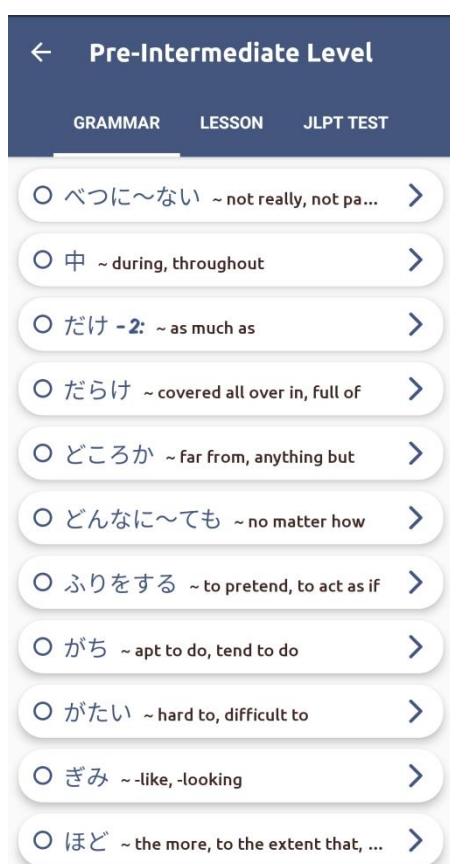 Pre-Intermediate Level
GRAMMAR LESSON JLPT TEST
べつに〜ない ~ not really, not pa...
中 ~ during, throughout
だけ - 2: ~ as much as
だらけ ~ covered all over in, full of
どころか ~ far from, anything but
どんなに〜ても ~ no matter how
ふりをする ~ to pretend, to act as if
がち ~ apt to do, tend to do
がたい ~ hard to, difficult to
ぎみ ~ -like, -looking
ほど ~ the more, to the extent that, ...